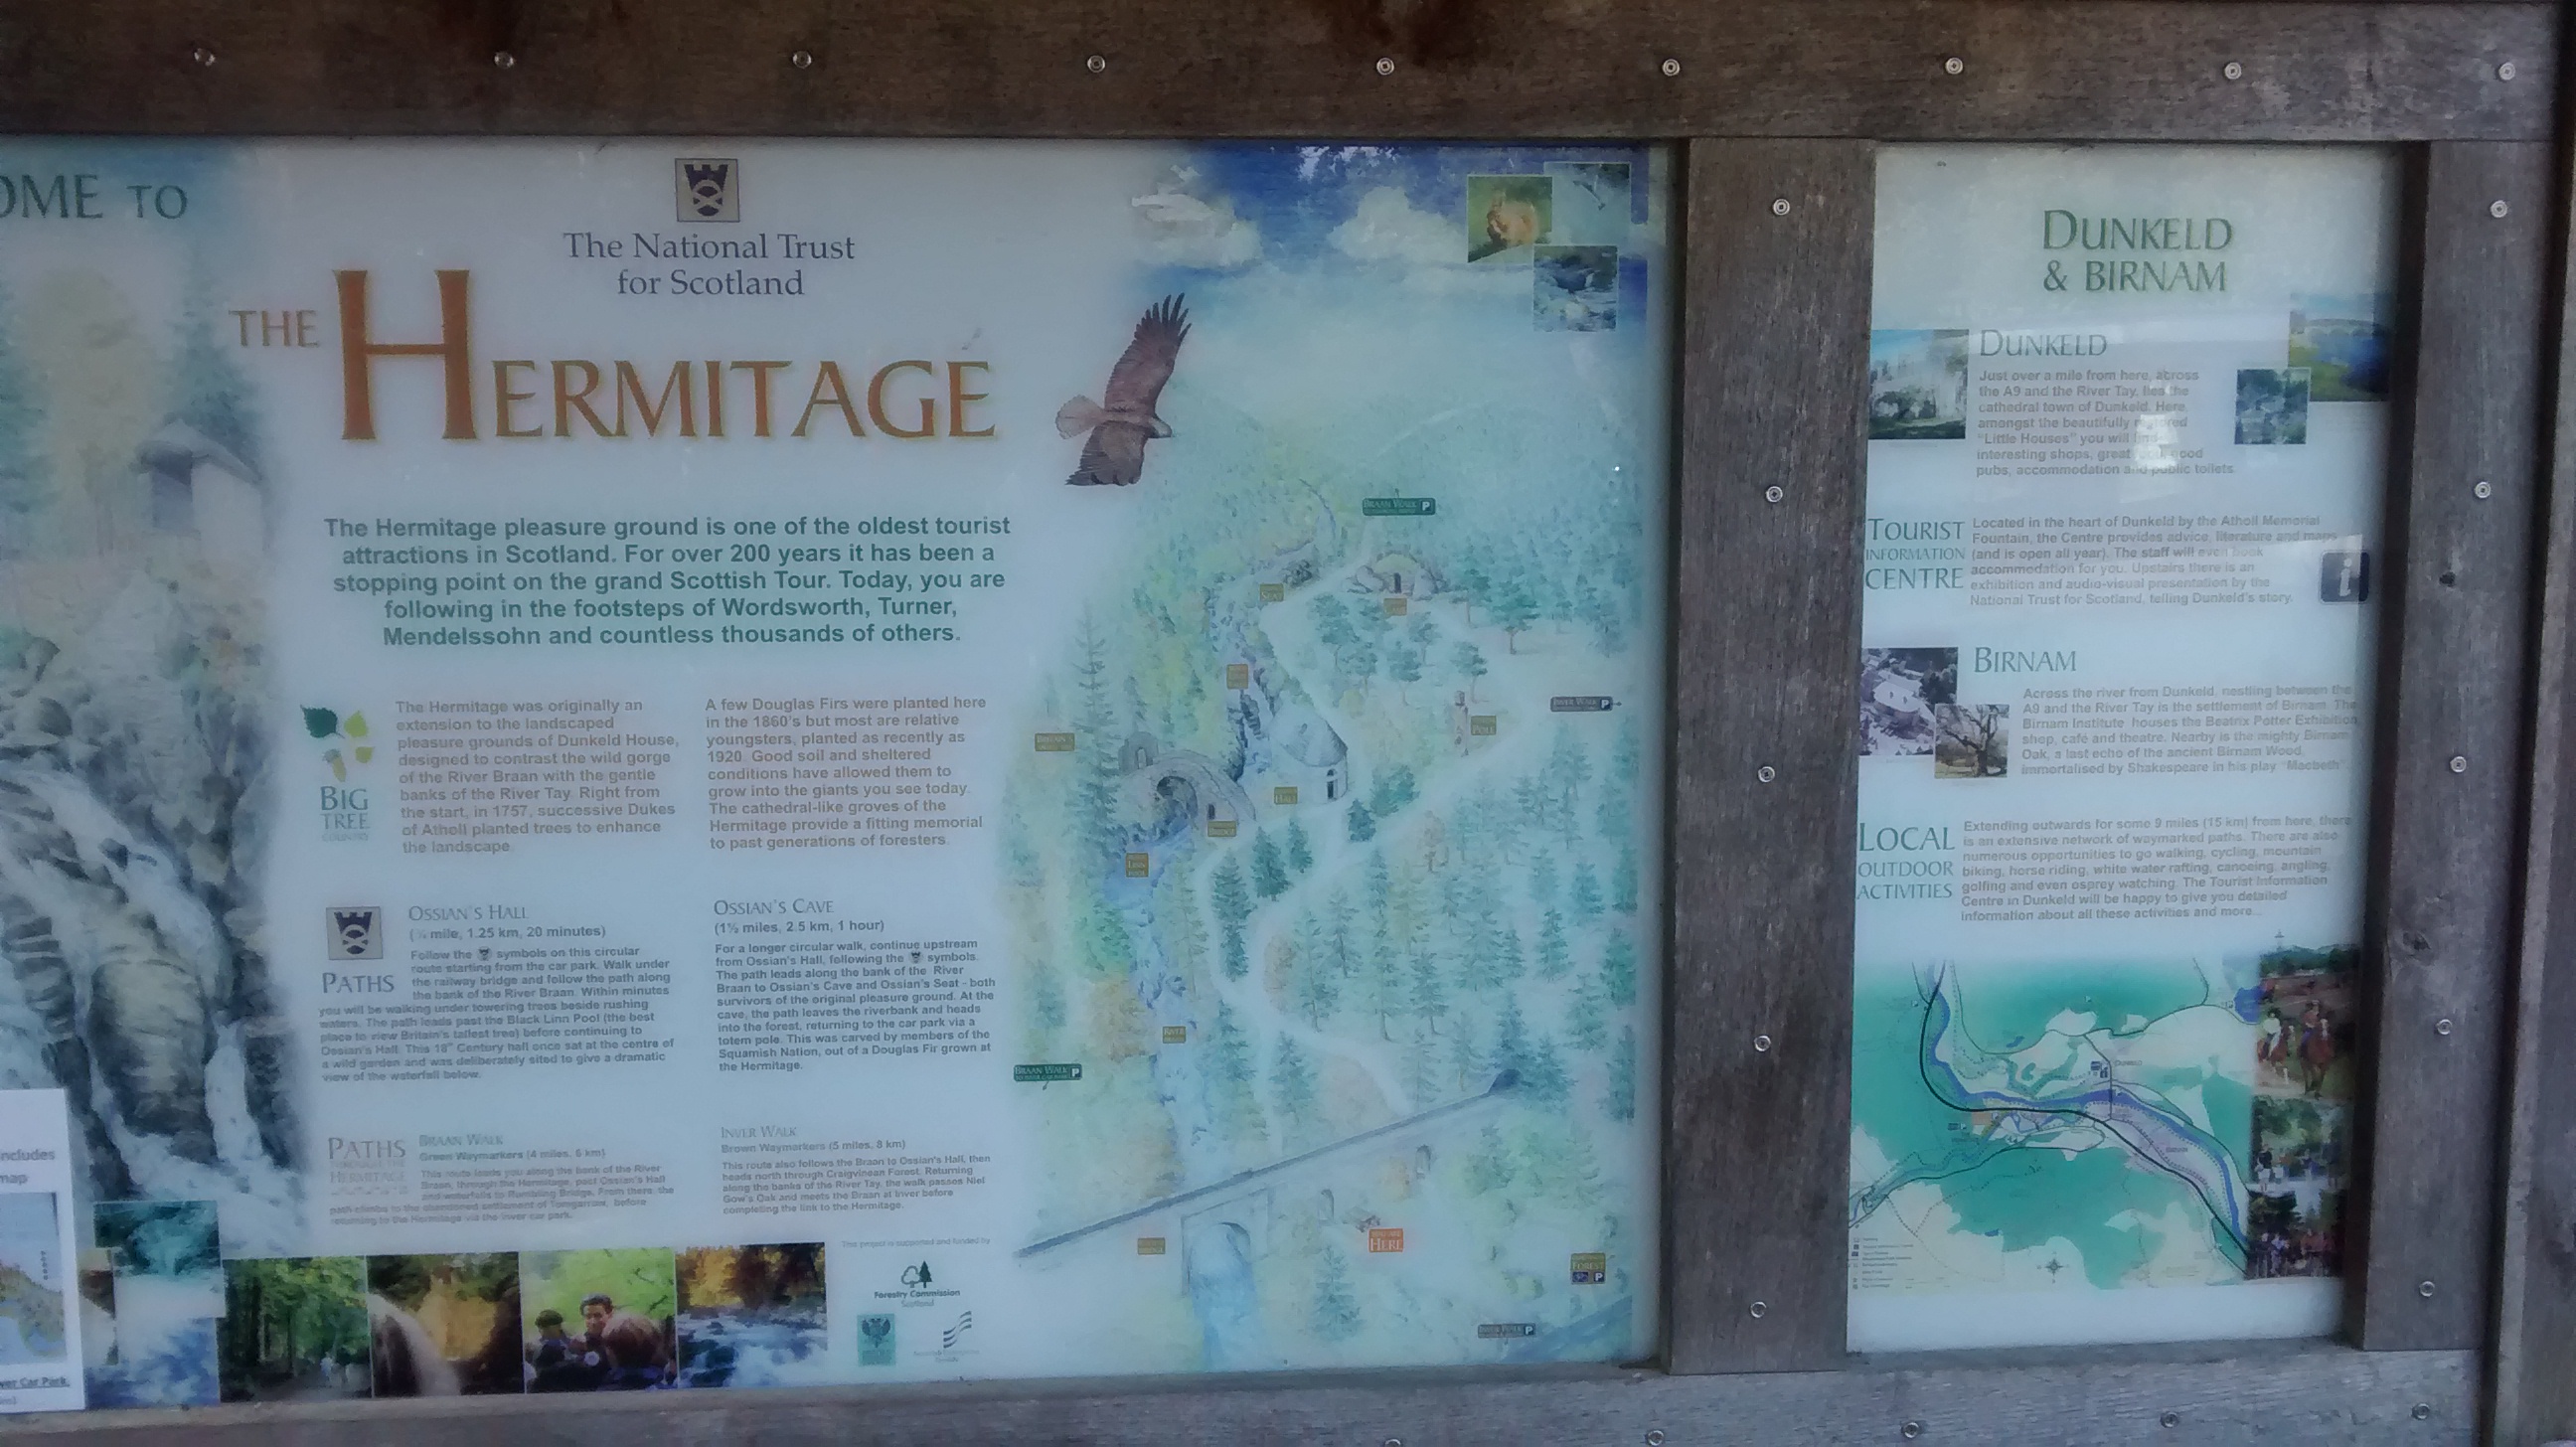 OME TO
The National Trust
for Scotland
THE HERMITAGE
The Hermitage pleasure ground is one of the oldest tourist
attractions in Scotland. For over 200 years it has been a
stopping point on the grand Scottish Tour. Today, you are
following in the footsteps of Wordsworth, Turner,
Mendelssohn and countless thousands of others.
BIG
TREE
COUNTRY
The Hermitage was originally an
extension to the landscaped
pleasure grounds of Dunkeld House,
designed to contrast the wild gorge
of the River Braan with the gentle
banks of the River Tay. Right from
the start, in 1757, successive Dukes
of Atholl planted trees to enhance
the landscape.
A few Douglas Firs were planted here
in the 1860's but most are relative
youngsters, planted as recently as
1920. Good soil and sheltered
conditions have allowed them to
grow into the giants you see today.
The cathedral-like groves of the
Hermitage provide a fitting memorial
to past generations of foresters.
PATHS
OSSIAN'S HALL
( mile, 1.25 km, 20 minutes)
Follow the symbols on this circular
route starting from the car park. Walk under
the railway bridge and follow the path along
the bank of the River Braan. Within minutes
you will be walking under towering trees beside rushing
waters. The path leads past the Black Linn Pool (the best
place to view Britain's tallest tree) before continuing to
Ossian's Hall. This 18th Century hall once sat at the centre of
a wild garden and was deliberately sited to give a dramatic
view of the waterfall below.
OSSIAN'S CAVE
(1½ miles, 2.5 km, 1 hour)
For a longer circular walk, continue upstream
from Ossian's Hall, following the symbols.
The path leads along the bank of the River
Braan to Ossian's Cave and Ossian's Seat - both
survivors of the original pleasure ground. At the
cave, the path leaves the riverbank and heads
into the forest, returning to the car park via a
totem pole. This was carved by members of the
Squamish Nation, out of a Douglas Fir grown at
the Hermitage.
PATHS
THROUGH THE
HERMITAGE
BRAAN WALK
Green Waymarkers (4 miles, 6 km)
This route leads you along the bank of the River
Braan, through the Hermitage, past Ossian's Hall
and waterfalls to Rumbling Bridge. From there, the
path climbs to the abandoned settlement of Tomgarrow, before
returning to the Hermitage via the Inver car park.
INVER WALK
Brown Waymarkers (5 miles, 8 km)
This route also follows the Braan to Ossian's Hall, then
heads north through Craigvinean Forest. Returning
along the banks of the River Tay, the walk passes Niel
Gow's Oak and meets the Braan at Inver before
completing the link to the Hermitage.
This project is supported and funded by
Forestry Commission
Scotland
BRAAN WALK P
INVER WALK P
HALL
BRIDGE
LINN
BRAAN WALK P
HERE
FOREST
P
INVER WALK P
includes
map
ver Car Park
DUNKELD
& BIRNAM
DUNKELD
Just over a mile from here, across
the A9 and the River Tay, lies the
cathedral town of Dunkeld. Here,
amongst the beautifully restored
"Little Houses" you will find
interesting shops, great food, good
pubs, accommodation and public toilets.
TOURIST
INFORMATION
CENTRE
Located in the heart of Dunkeld by the Atholl Memorial
Fountain, the Centre provides advice, literature and maps
(and is open all year). The staff will even book
accommodation for you. Upstairs there is an
exhibition and audio-visual presentation by the
National Trust for Scotland, telling Dunkeld's story.
i
BIRNAM
Across the river from Dunkeld, nestling between the
A9 and the River Tay is the settlement of Birnam. The
Birnam Institute houses the Beatrix Potter Exhibition,
shop, cafe and theatre. Nearby is the mighty Birnam
Oak, a last echo of the ancient Birnam Wood,
immortalised by Shakespeare in his play "Macbeth".
LOCAL
OUTDOOR
ACTIVITIES
Extending outwards for some 9 miles (15 km) from here, there
is an extensive network of waymarked paths. There are also
numerous opportunities to go walking, cycling, mountain
biking, horse riding, white water rafting, canoeing, angling,
golfing and even osprey watching. The Tourist Information
Centre in Dunkeld will be happy to give you detailed
information about all these activities and more...